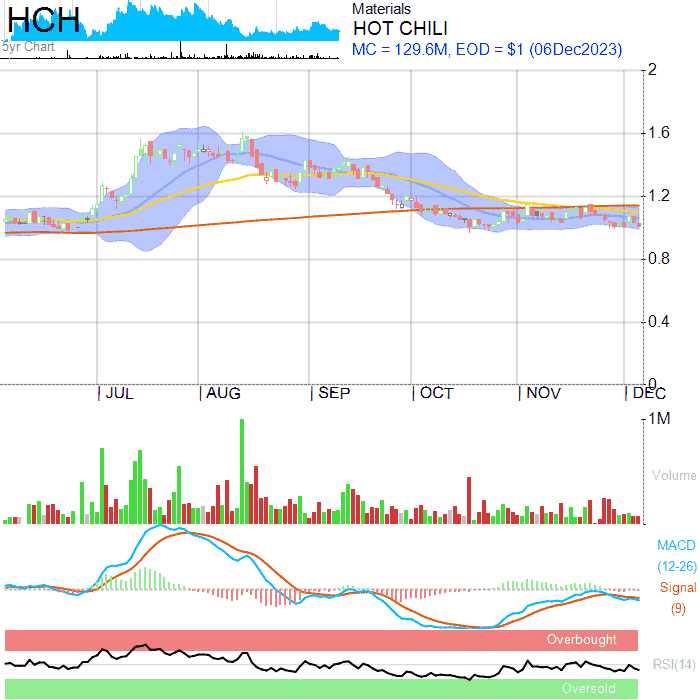 HCH
5yr Chart
Materials
HOT CHILI
MC = 129.6M, EOD = $1 (06Dec2023)
2
1.6
1.2
0.8
0.4
0
JUL AUG SEP OCT NOV DEC
1M
Volume
MACD
(12-26)
Signal
(9)
Overbought
RSI(14)
Oversold